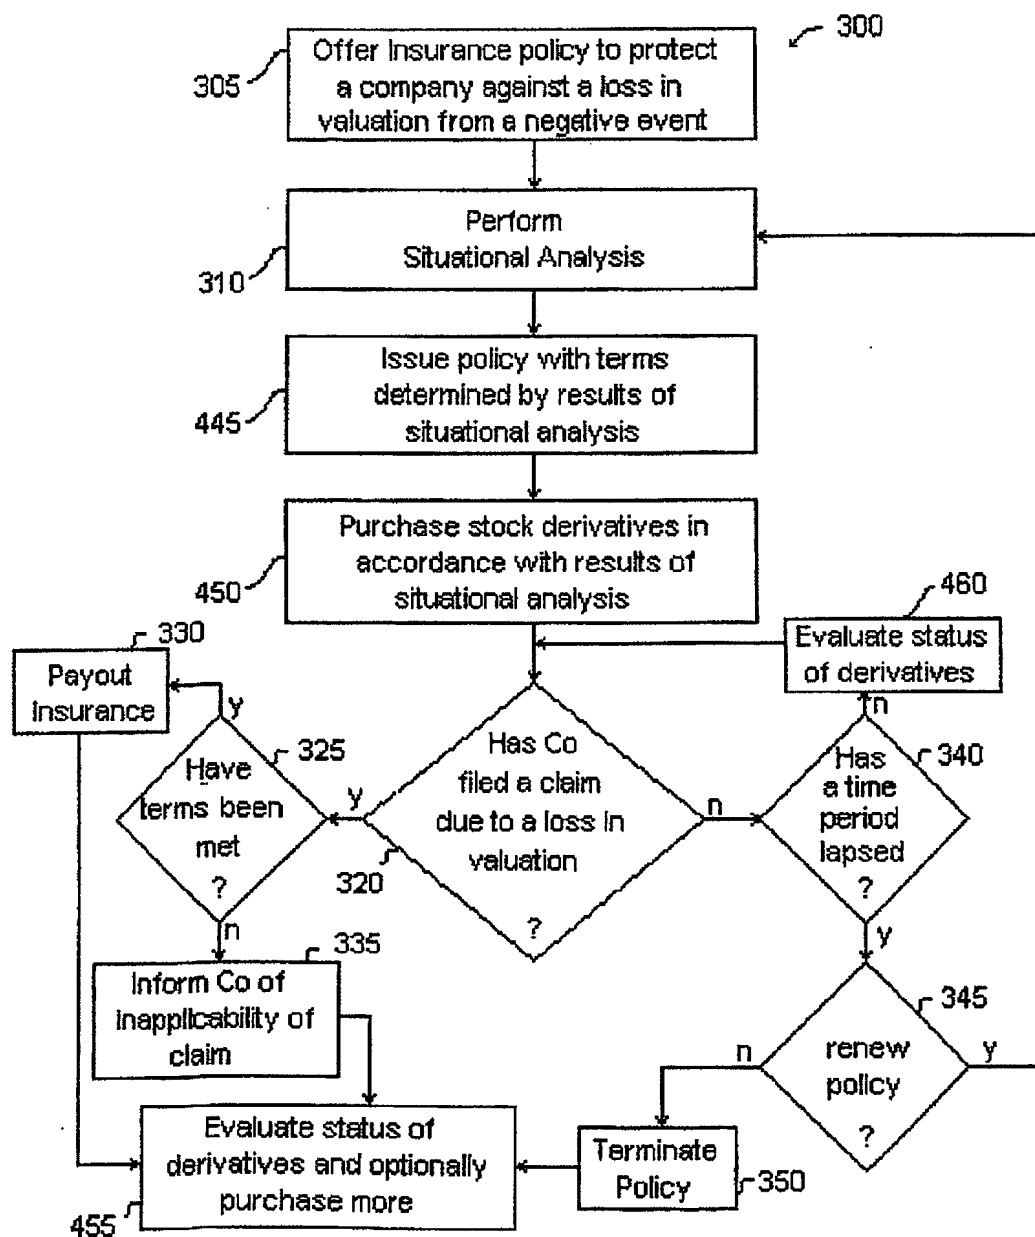 300
305
Offer Insurance policy to protect
a company against a loss in
valuation from a negative event
Perform
Situational Analysis
310
Issue policy with terms
determined by results of
situational analysis
445
Purchase stock derivatives in
accordance with results of
situational analysis
450
460
Evaluate status
of derivatives
n
330
Payout
Insurance
y
325
Have
terms been
met
?
y
Has Co
filed a claim
due to a loss in
valuation
?
320
n
340
Has
a time
period
lapsed
?
n
335
Inform Co of
inapplicability of
claim
y
345
renew
policy
?
n
y
Terminate
Policy
350
Evaluate status of
derivatives and optionally
purchase more
455